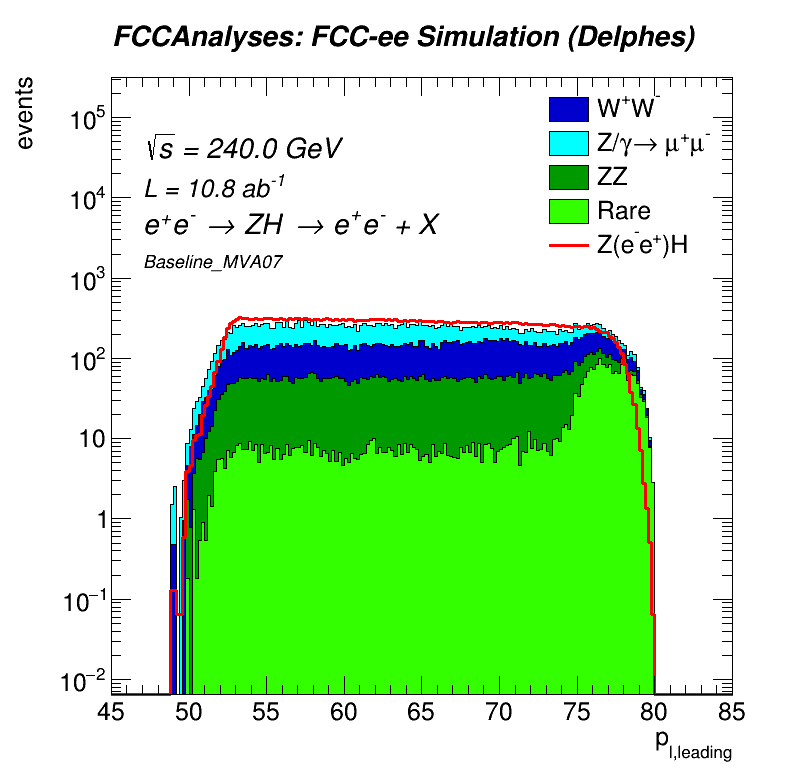 FCCAnalyses: FCC-ee Simulation (Delphes)
events
√s = 240.0 GeV
L = 10.8 ab⁻¹
e⁺e⁻ → ZH → e⁺e⁻ + X
Baseline_MVA07
W⁺W⁻
Z/γ→ μ⁺μ⁻
ZZ
Rare
Z(e⁻e⁺)H
10⁵
10⁴
10³
10²
10
1
10⁻¹
10⁻²
45 50 55 60 65 70 75 80 85
p_l,leading